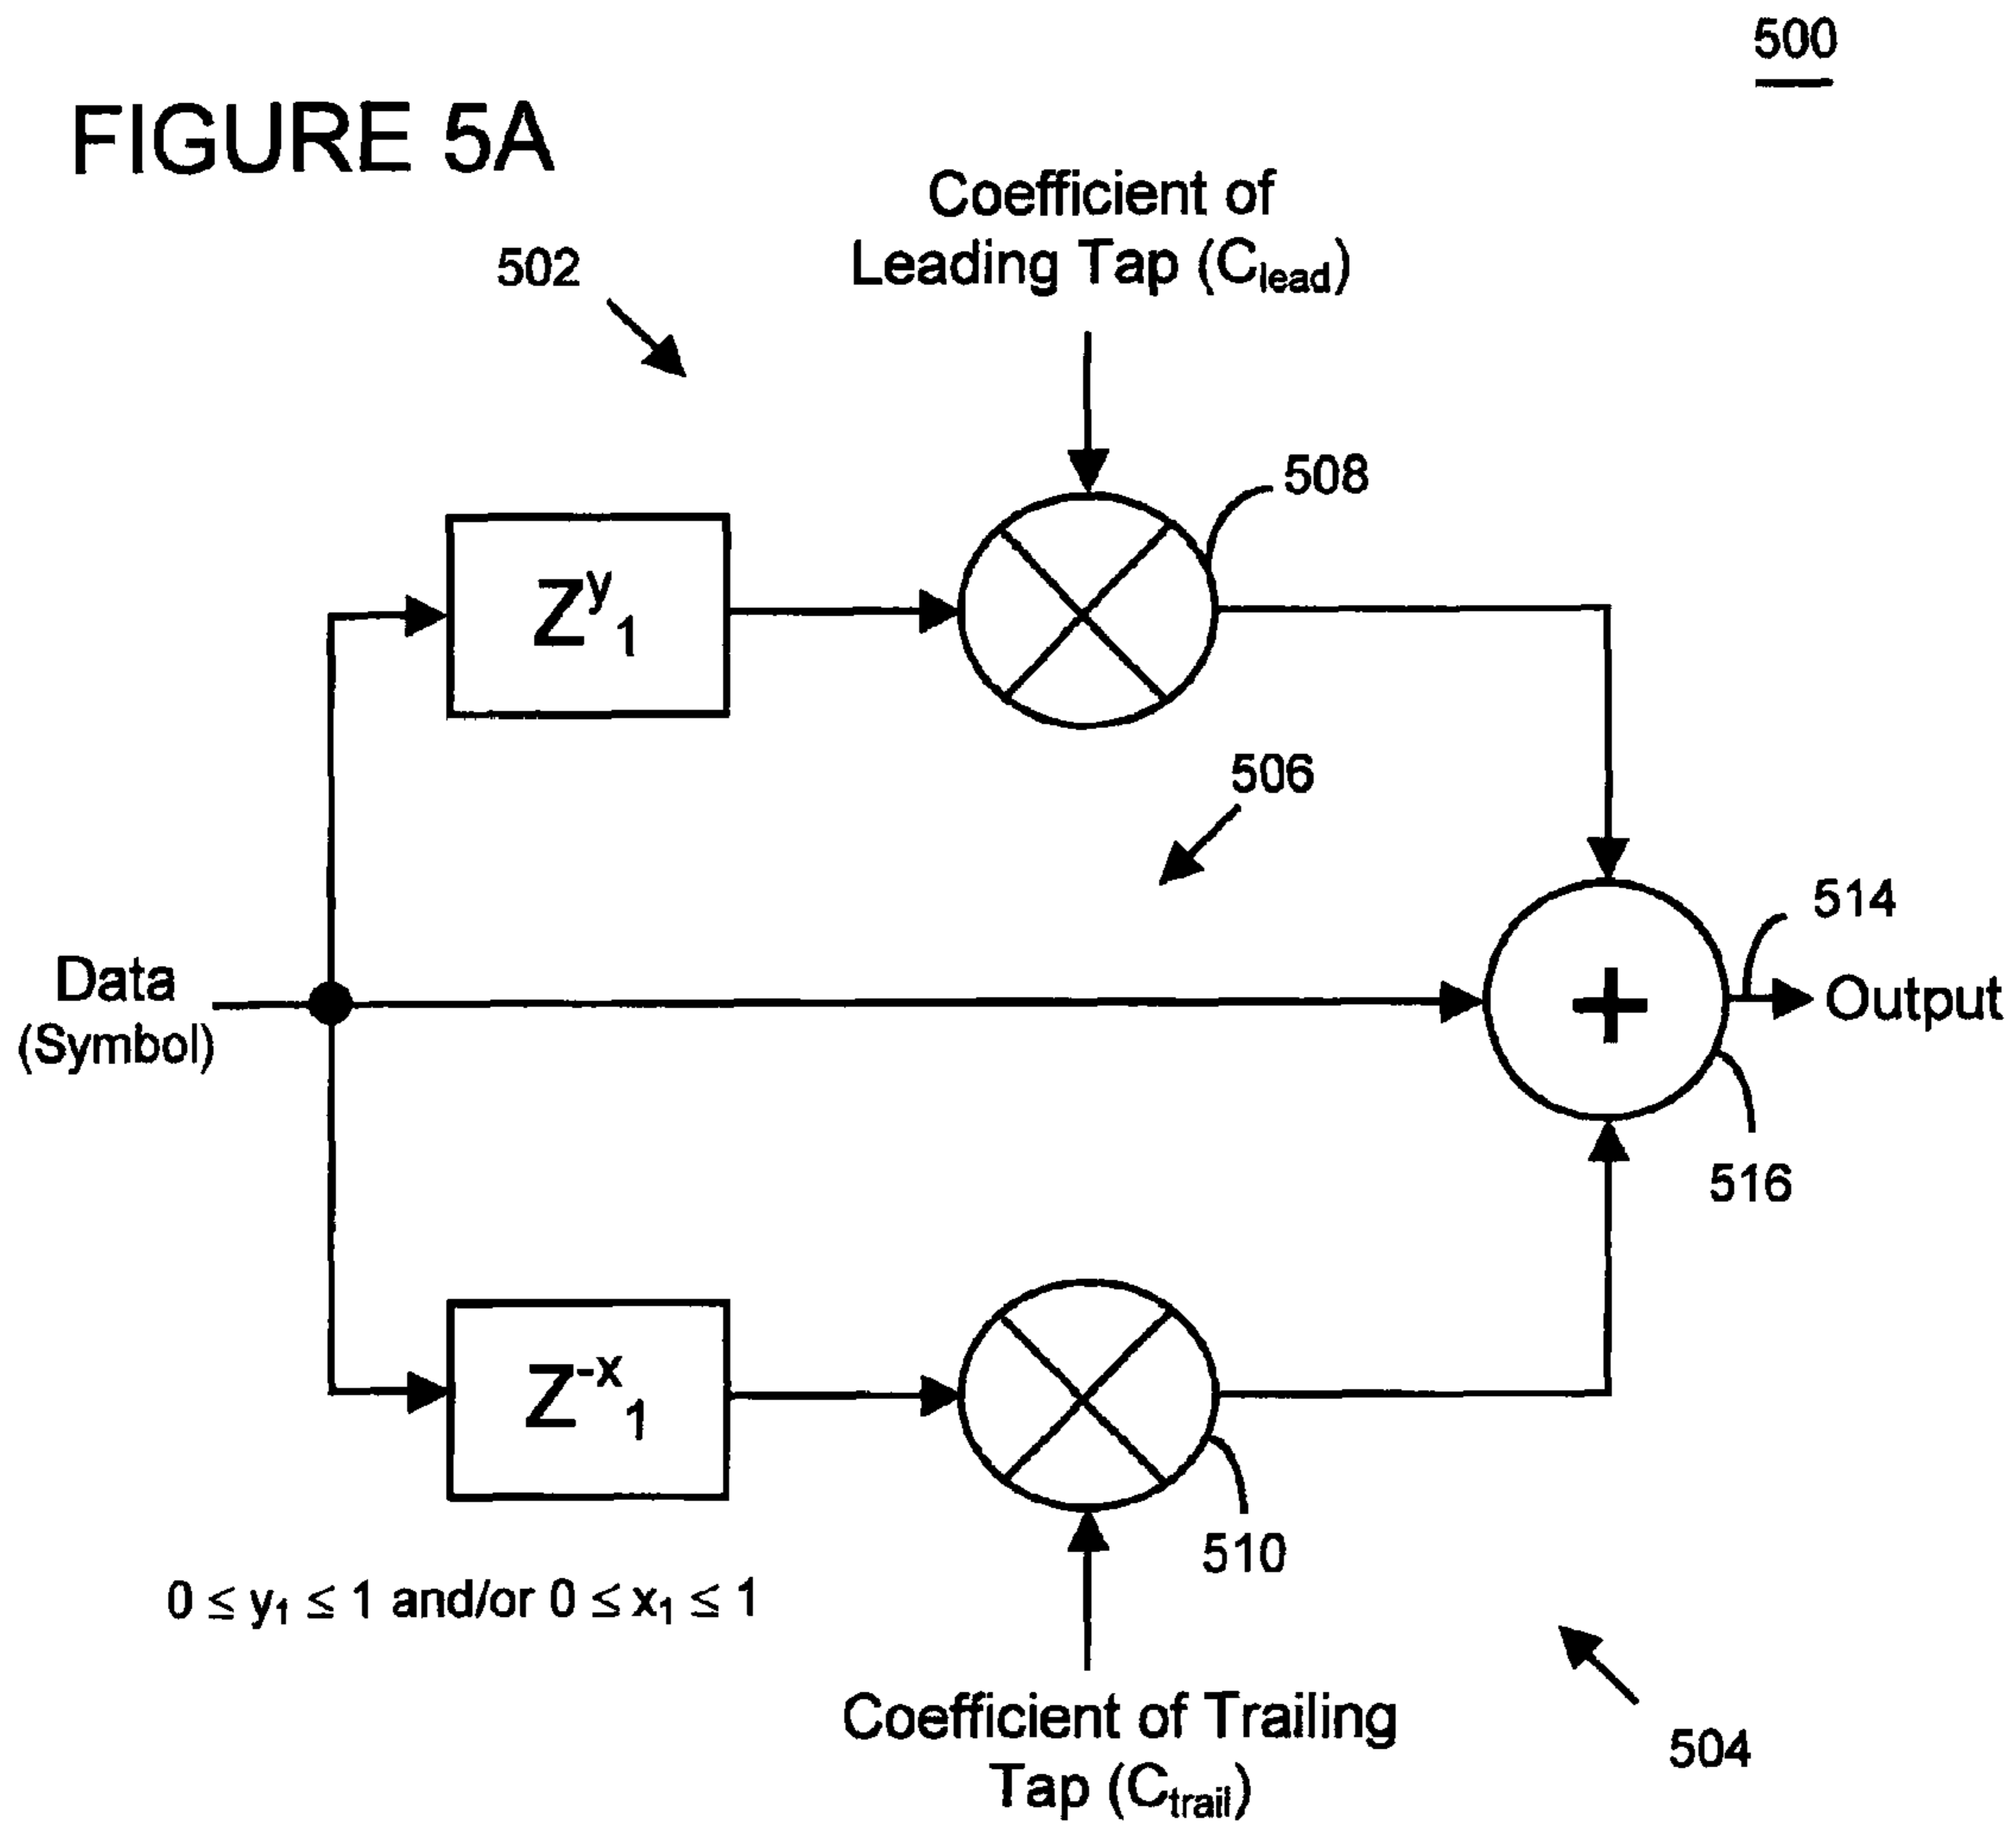 500
FIGURE 5A
Coefficient of
Leading Tap (Clead)
502
508
Zy1
506
514
Data
(Symbol)
+
Output
516
Z-x1
510
0 ≤ y1 ≤ 1 and/or 0 ≤ x1 ≤ 1
Coefficient of Trailing
Tap (Ctrail)
504